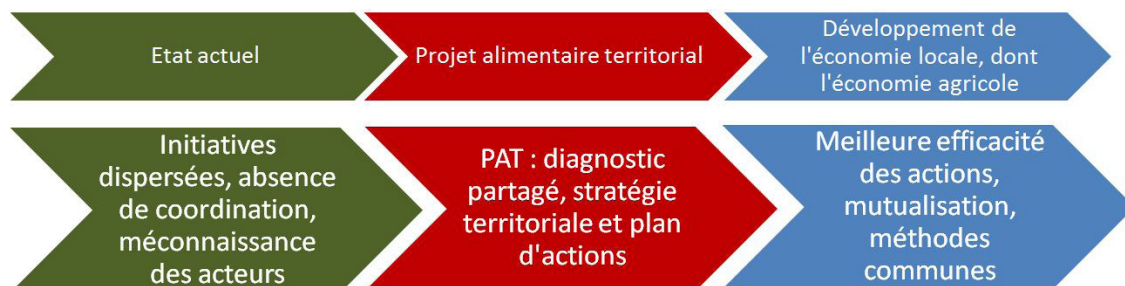 Etat actuel
Projet alimentaire territorial
Développement de
l'économie locale, dont
l'économie agricole
Initiatives
dispersées, absence
de coordination,
méconnaissance
des acteurs
PAT : diagnostic
partagé, stratégie
territoriale et plan
d'actions
Meilleure efficacité
des actions,
mutualisation,
méthodes
communes